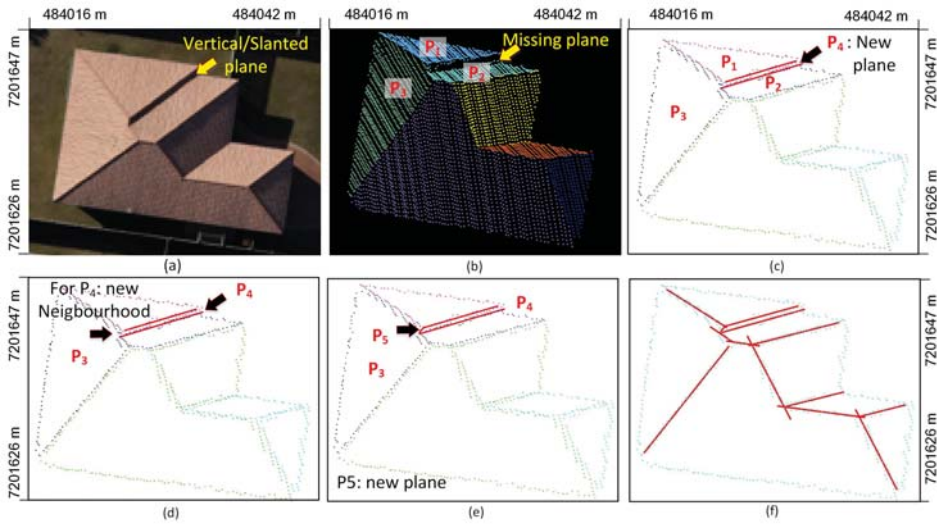 484016 m
484042 m
484016 m
484042 m
7201647 m
7201626 m
Vertical/Slanted
plane
(a)
P1
P2
P3
Missing plane
(b)
P1
P2
P3
P4 : New
plane
(c)
7201647 m
7201626 m
7201647 m
7201626 m
For P4: new
Neigbourhood
P4
P3
(d)
P4
P5
P3
P5: new plane
(e)
(f)
7201647 m
7201626 m